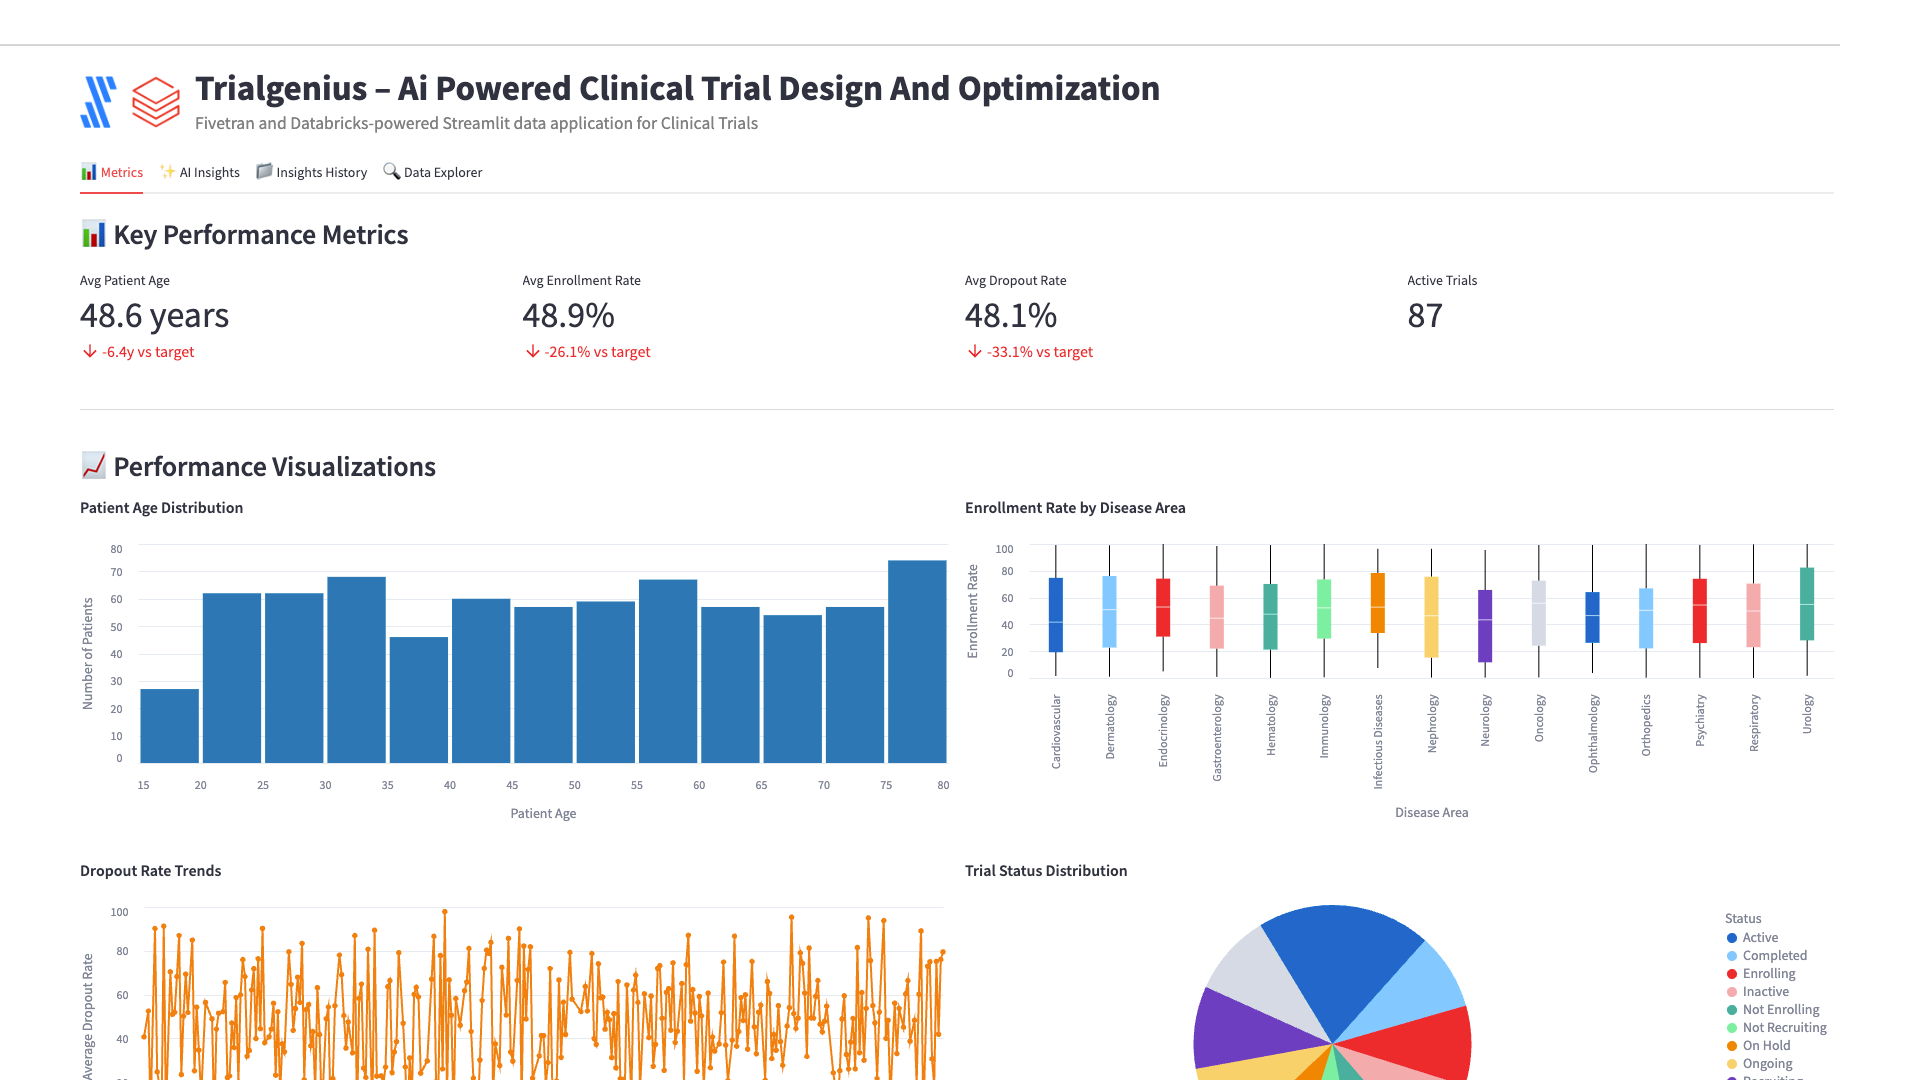 Trialgenius – Ai Powered Clinical Trial Design And Optimization
Fivetran and Databricks-powered Streamlit data application for Clinical Trials
Metrics
AI Insights
Insights History
Data Explorer
Key Performance Metrics
Avg Patient Age
48.6 years
-6.4y vs target
Avg Enrollment Rate
48.9%
-26.1% vs target
Avg Dropout Rate
48.1%
-33.1% vs target
Active Trials
87
Performance Visualizations
Patient Age Distribution
80
70
60
50
40
30
20
10
0
Number of Patients
15 20 25 30 35 40 45 50 55 60 65 70 75 80
Patient Age
Enrollment Rate by Disease Area
100
80
60
40
20
0
Enrollment Rate
Cardiovascular
Dermatology
Endocrinology
Gastroenterology
Hematology
Immunology
Infectious Diseases
Nephrology
Neurology
Oncology
Ophthalmology
Orthopedics
Psychiatry
Respiratory
Urology
Disease Area
Dropout Rate Trends
100
80
60
40
Average Dropout Rate
Trial Status Distribution
Status
Active
Completed
Enrolling
Inactive
Not Enrolling
Not Recruiting
On Hold
Ongoing